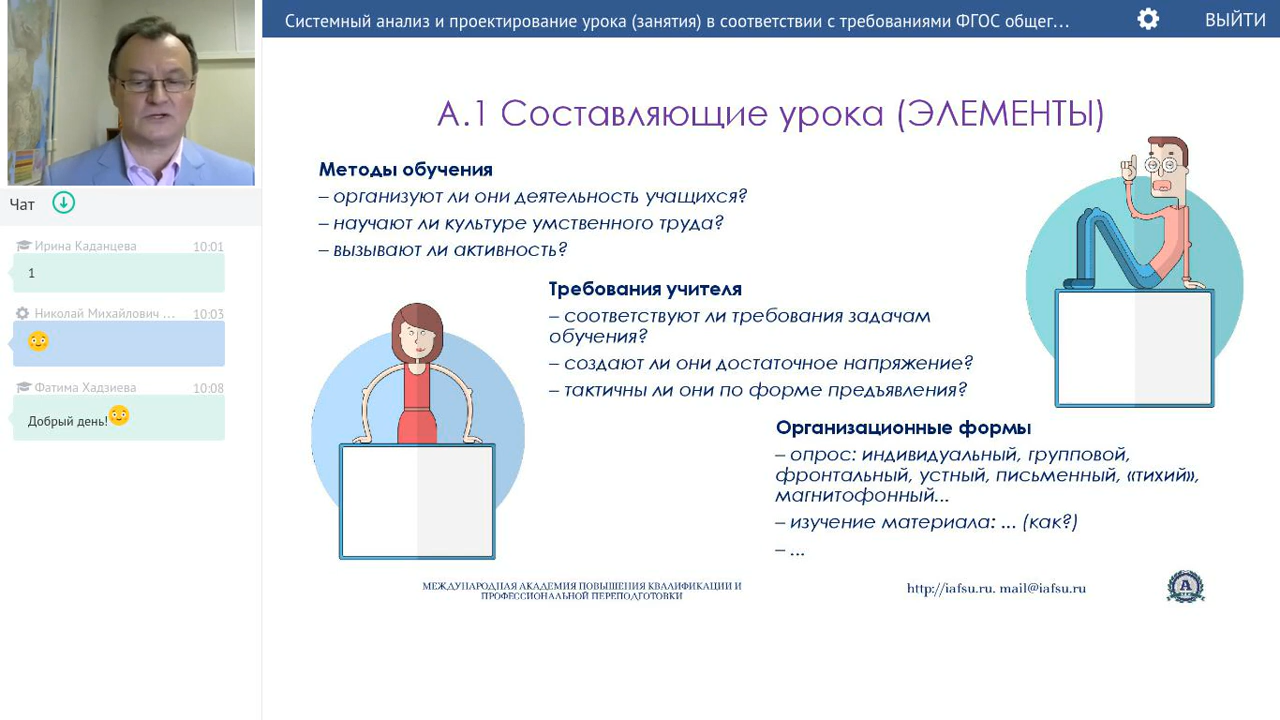 Системный анализ и проектирование урока (занятия) в соответствии с требованиями ФГОС общег...
ВЫЙТИ
Чат
Ирина Каданцева 10:01
1
Николай Михайлович ... 10:03
Фатима Хадзиева 10:08
Добрый день!
А.1 Составляющие урока (ЭЛЕМЕНТЫ)
Методы обучения
– организуют ли они деятельность учащихся?
– научают ли культуре умственного труда?
– вызывают ли активность?
Требования учителя
– соответствуют ли требования задачам
обучения?
– создают ли они достаточное напряжение?
– тактичны ли они по форме предъявления?
Организационные формы
– опрос: индивидуальный, групповой,
фронтальный, устный, письменный, «тихий»,
магнитофонный...
– изучение материала: ... (как?)
– ...
МЕЖДУНАРОДНАЯ АКАДЕМИЯ ПОВЫШЕНИЯ КВАЛИФИКАЦИИ И
ПРОФЕССИОНАЛЬНОЙ ПЕРЕПОДГОТОВКИ
http://iafsu.ru. mail@iafsu.ru
А